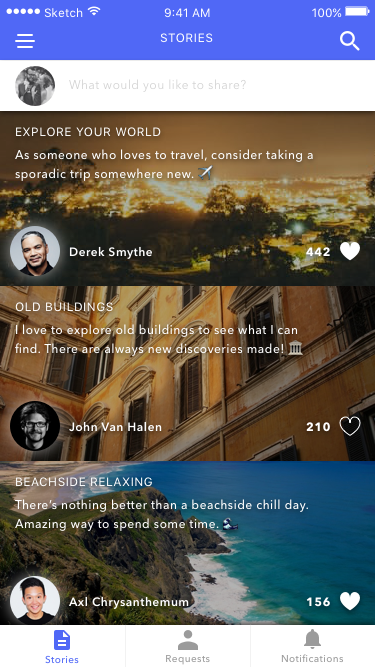 Sketch 9:41 AM 100%
STORIES
What would you like to share?
EXPLORE YOUR WORLD
As someone who loves to travel, consider taking a
sporadic trip somewhere new. ✈️
Derek Smythe 442
OLD BUILDINGS
I love to explore old buildings to see what I can
find. There are always new discoveries made! 🏛
John Van Halen 210
BEACHSIDE RELAXING
There's nothing better than a beachside chill day.
Amazing way to spend some time. 🏖
Axl Chrysanthemum 156
Stories Requests Notifications